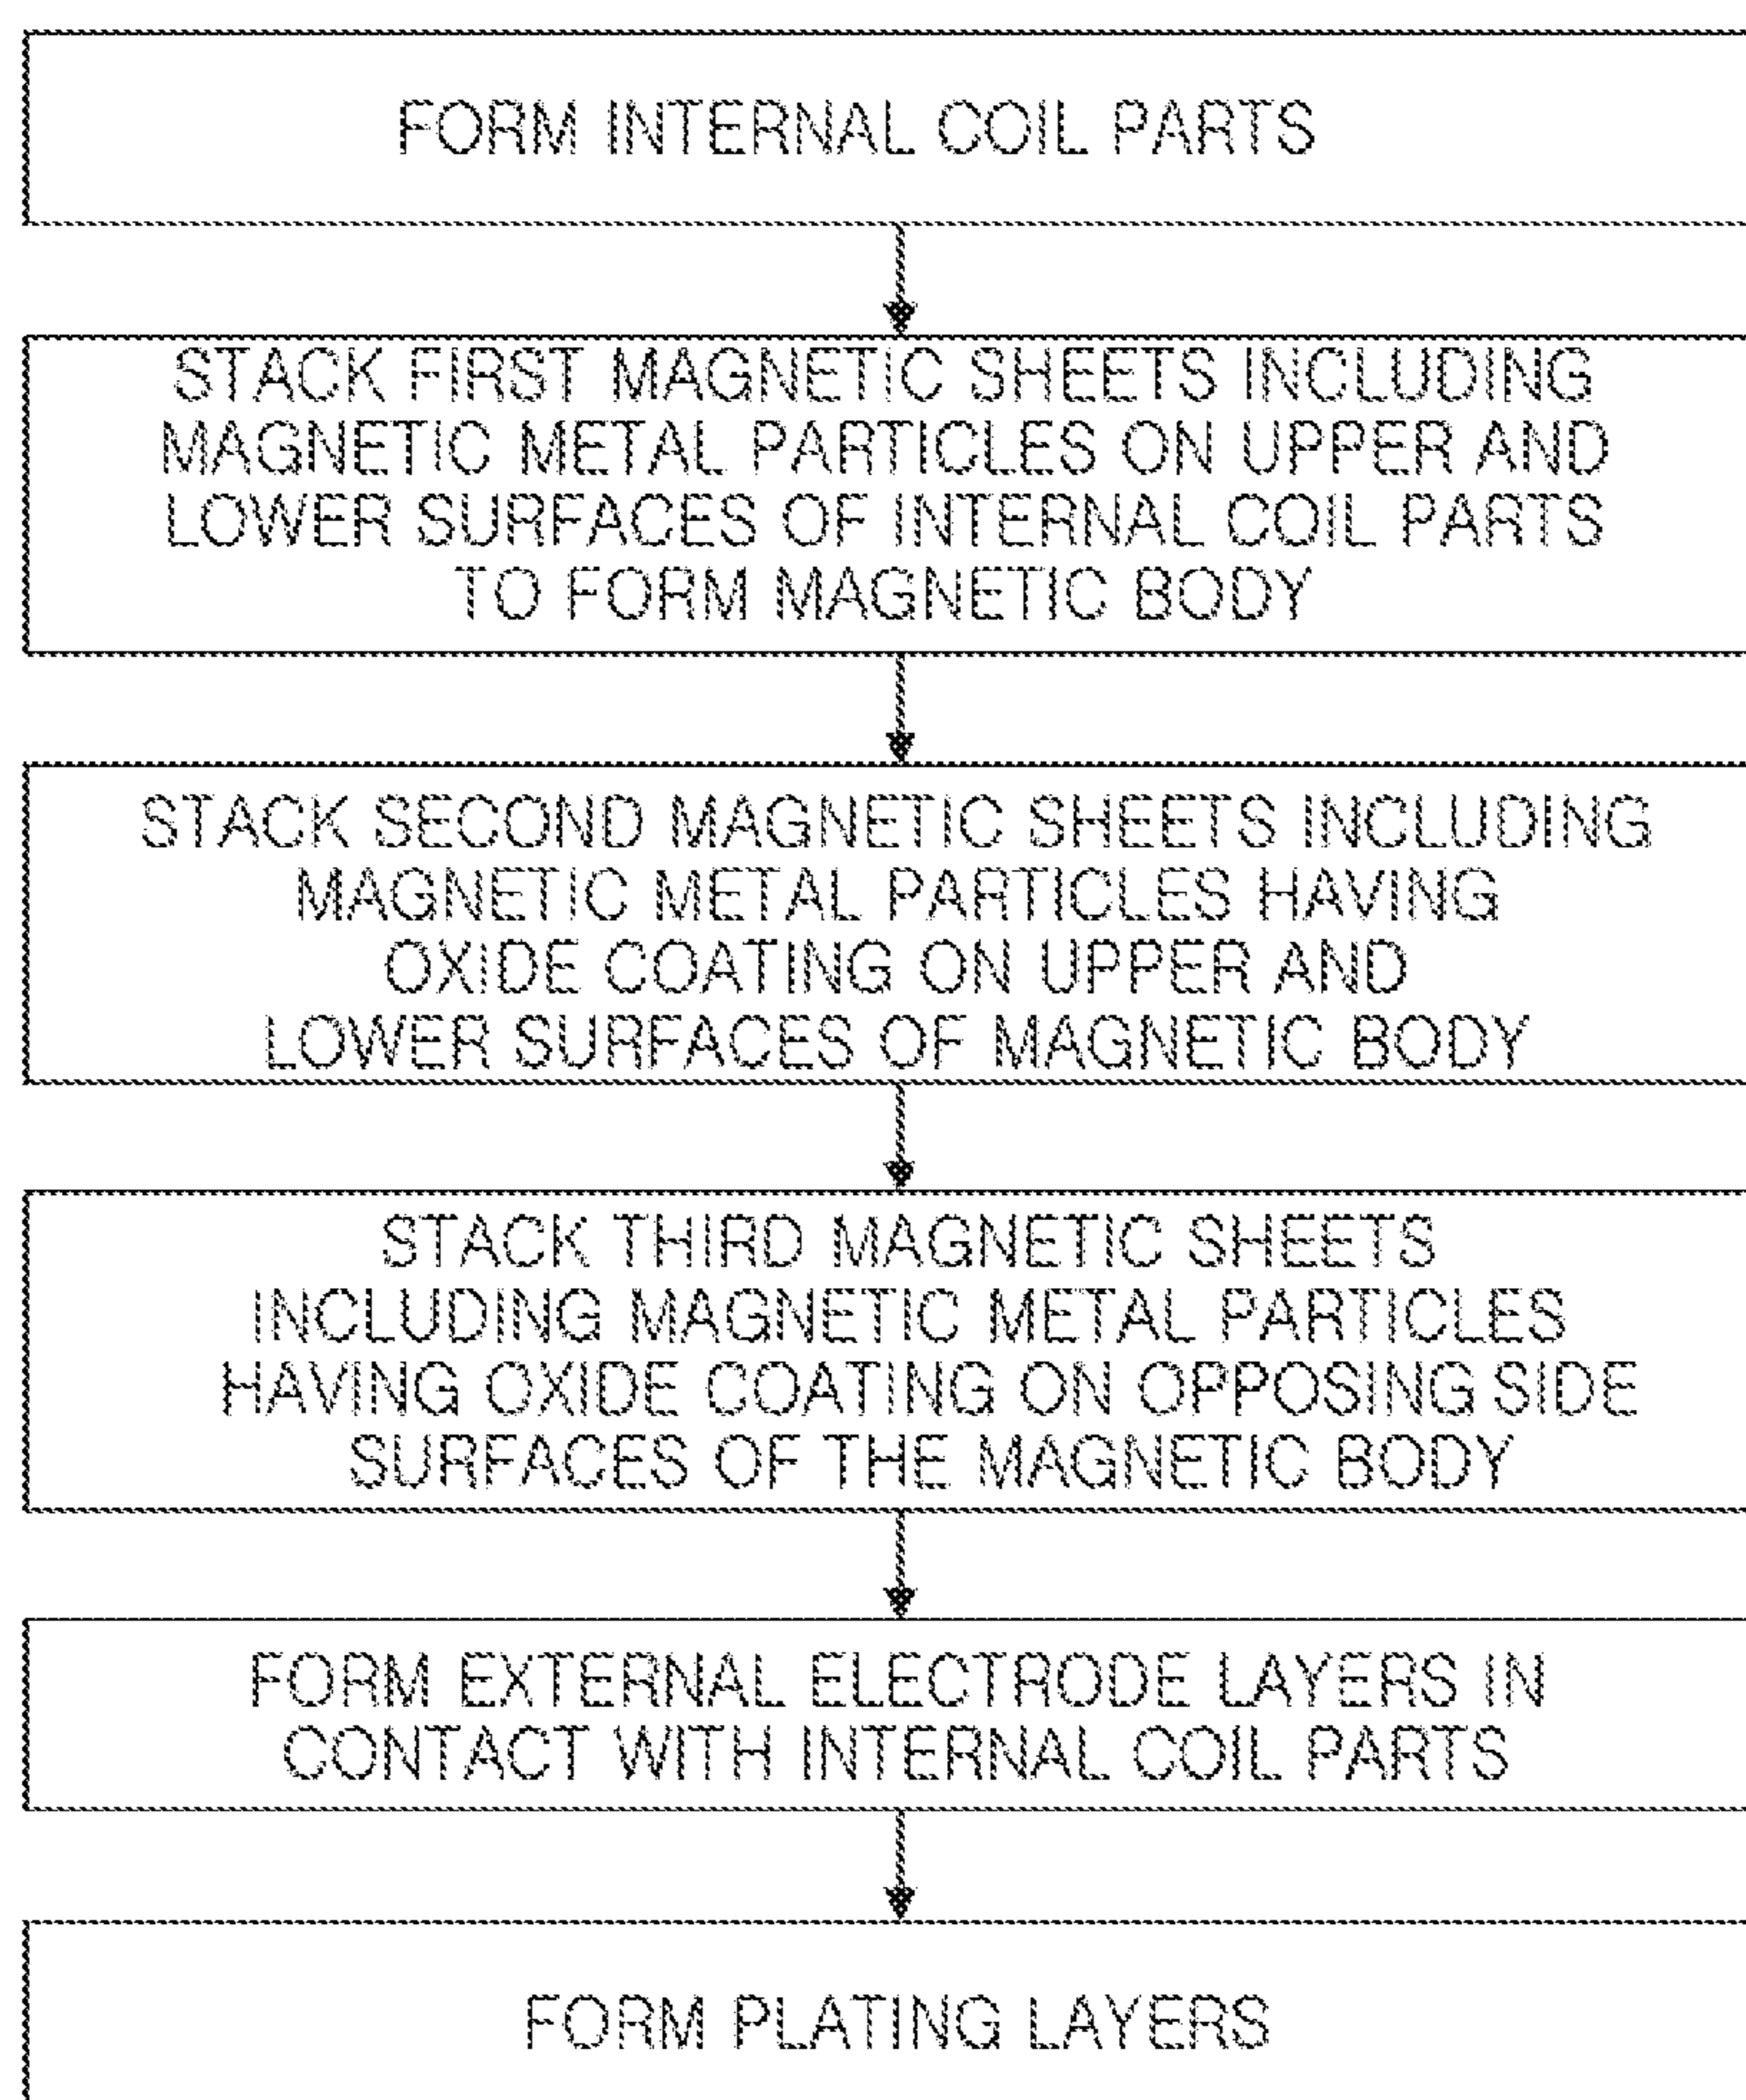 FORM INTERNAL COIL PARTS
STACK FIRST MAGNETIC SHEETS INCLUDING
MAGNETIC METAL PARTICLES ON UPPER AND
LOWER SURFACES OF INTERNAL COIL PARTS
TO FORM MAGNETIC BODY
STACK SECOND MAGNETIC SHEETS INCLUDING
MAGNETIC METAL PARTICLES HAVING
OXIDE COATING ON UPPER AND
LOWER SURFACES OF MAGNETIC BODY
STACK THIRD MAGNETIC SHEETS
INCLUDING MAGNETIC METAL PARTICLES
HAVING OXIDE COATING ON OPPOSING SIDE
SURFACES OF THE MAGNETIC BODY
FORM EXTERNAL ELECTRODE LAYERS IN
CONTACT WITH INTERNAL COIL PARTS
FORM PLATING LAYERS